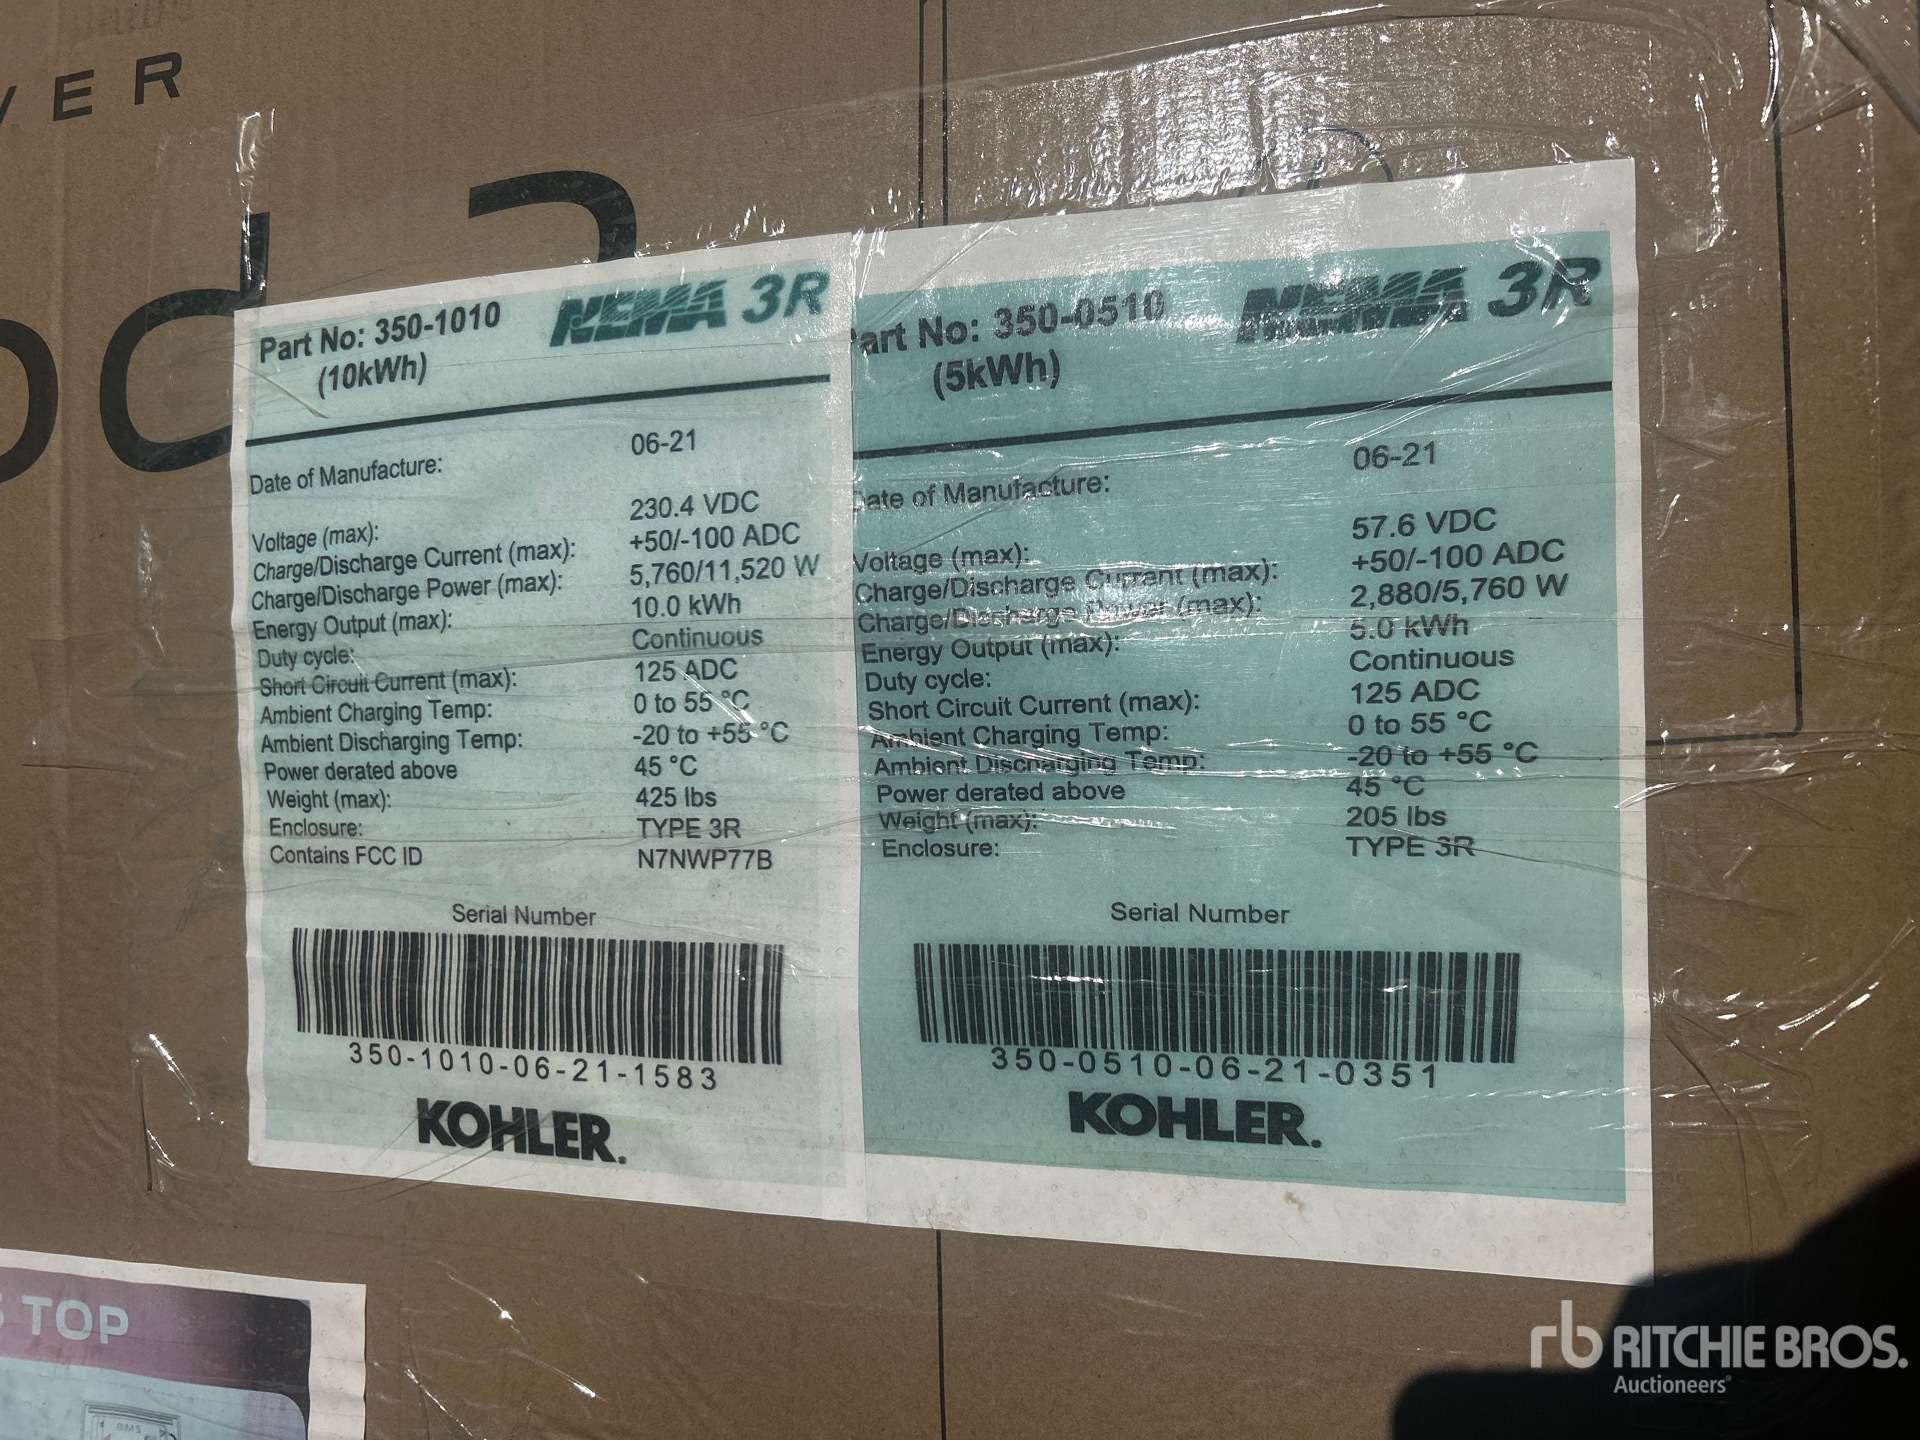 VER
Part No: 350-1010
(10kWh)
NEMA 3R
Date of Manufacture: 06-21
Voltage (max): 230.4 VDC
Charge/Discharge Current (max): +50/-100 ADC
Charge/Discharge Power (max): 5,760/11,520 W
Energy Output (max): 10.0 kWh
Duty cycle: Continuous
Short Circuit Current (max): 125 ADC
Ambient Charging Temp: 0 to 55 °C
Ambient Discharging Temp: -20 to +55 °C
Power derated above 45 °C
Weight (max): 425 lbs
Enclosure: TYPE 3R
Contains FCC ID N7NWP77B
Serial Number
350-1010-06-21-1583
KOHLER.
art No: 350-0510
(5kWh)
NEMA 3R
Date of Manufacture: 06-21
Voltage (max): 57.6 VDC
Charge/Discharge Current (max): +50/-100 ADC
Charge/Discharge Power (max): 2,880/5,760 W
Energy Output (max): 5.0 kWh
Duty cycle: Continuous
Short Circuit Current (max): 125 ADC
Ambient Charging Temp: 0 to 55 °C
Ambient Discharging Temp: -20 to +55 °C
Power derated above 45 °C
Weight (max): 205 lbs
Enclosure: TYPE 3R
Serial Number
350-0510-06-21-0351
KOHLER.
TOP
rb RITCHIE BROS.
Auctioneers